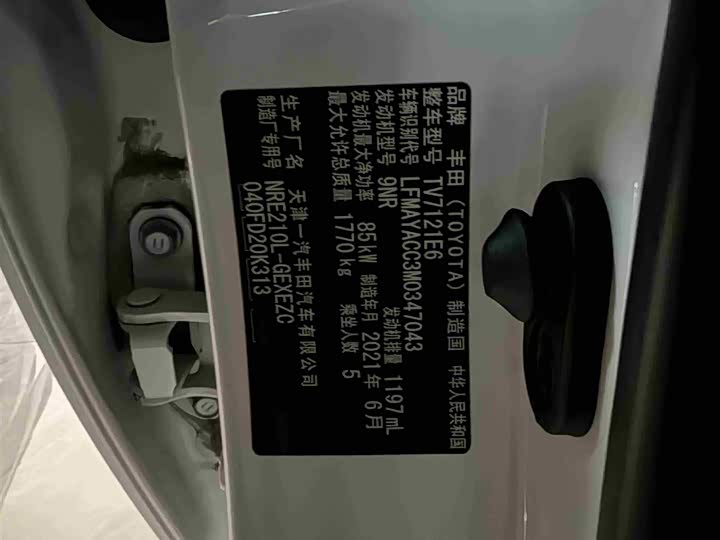 品牌 丰田（TOYOTA） 制造国 中华人民共和国
整车型号 TV7121E6
车辆识别代号 LFMAYACC3M0347043
发动机型号 9NR 发动机排量 1197 mL
发动机最大净功率 85 kW 制造年月 2021年 6月
最大允许总质量 1770 kg 乘坐人数 5
生产厂名 天津一汽丰田汽车有限公司
制造厂专用号 NRE210L-GEXEZC
040FD20K313